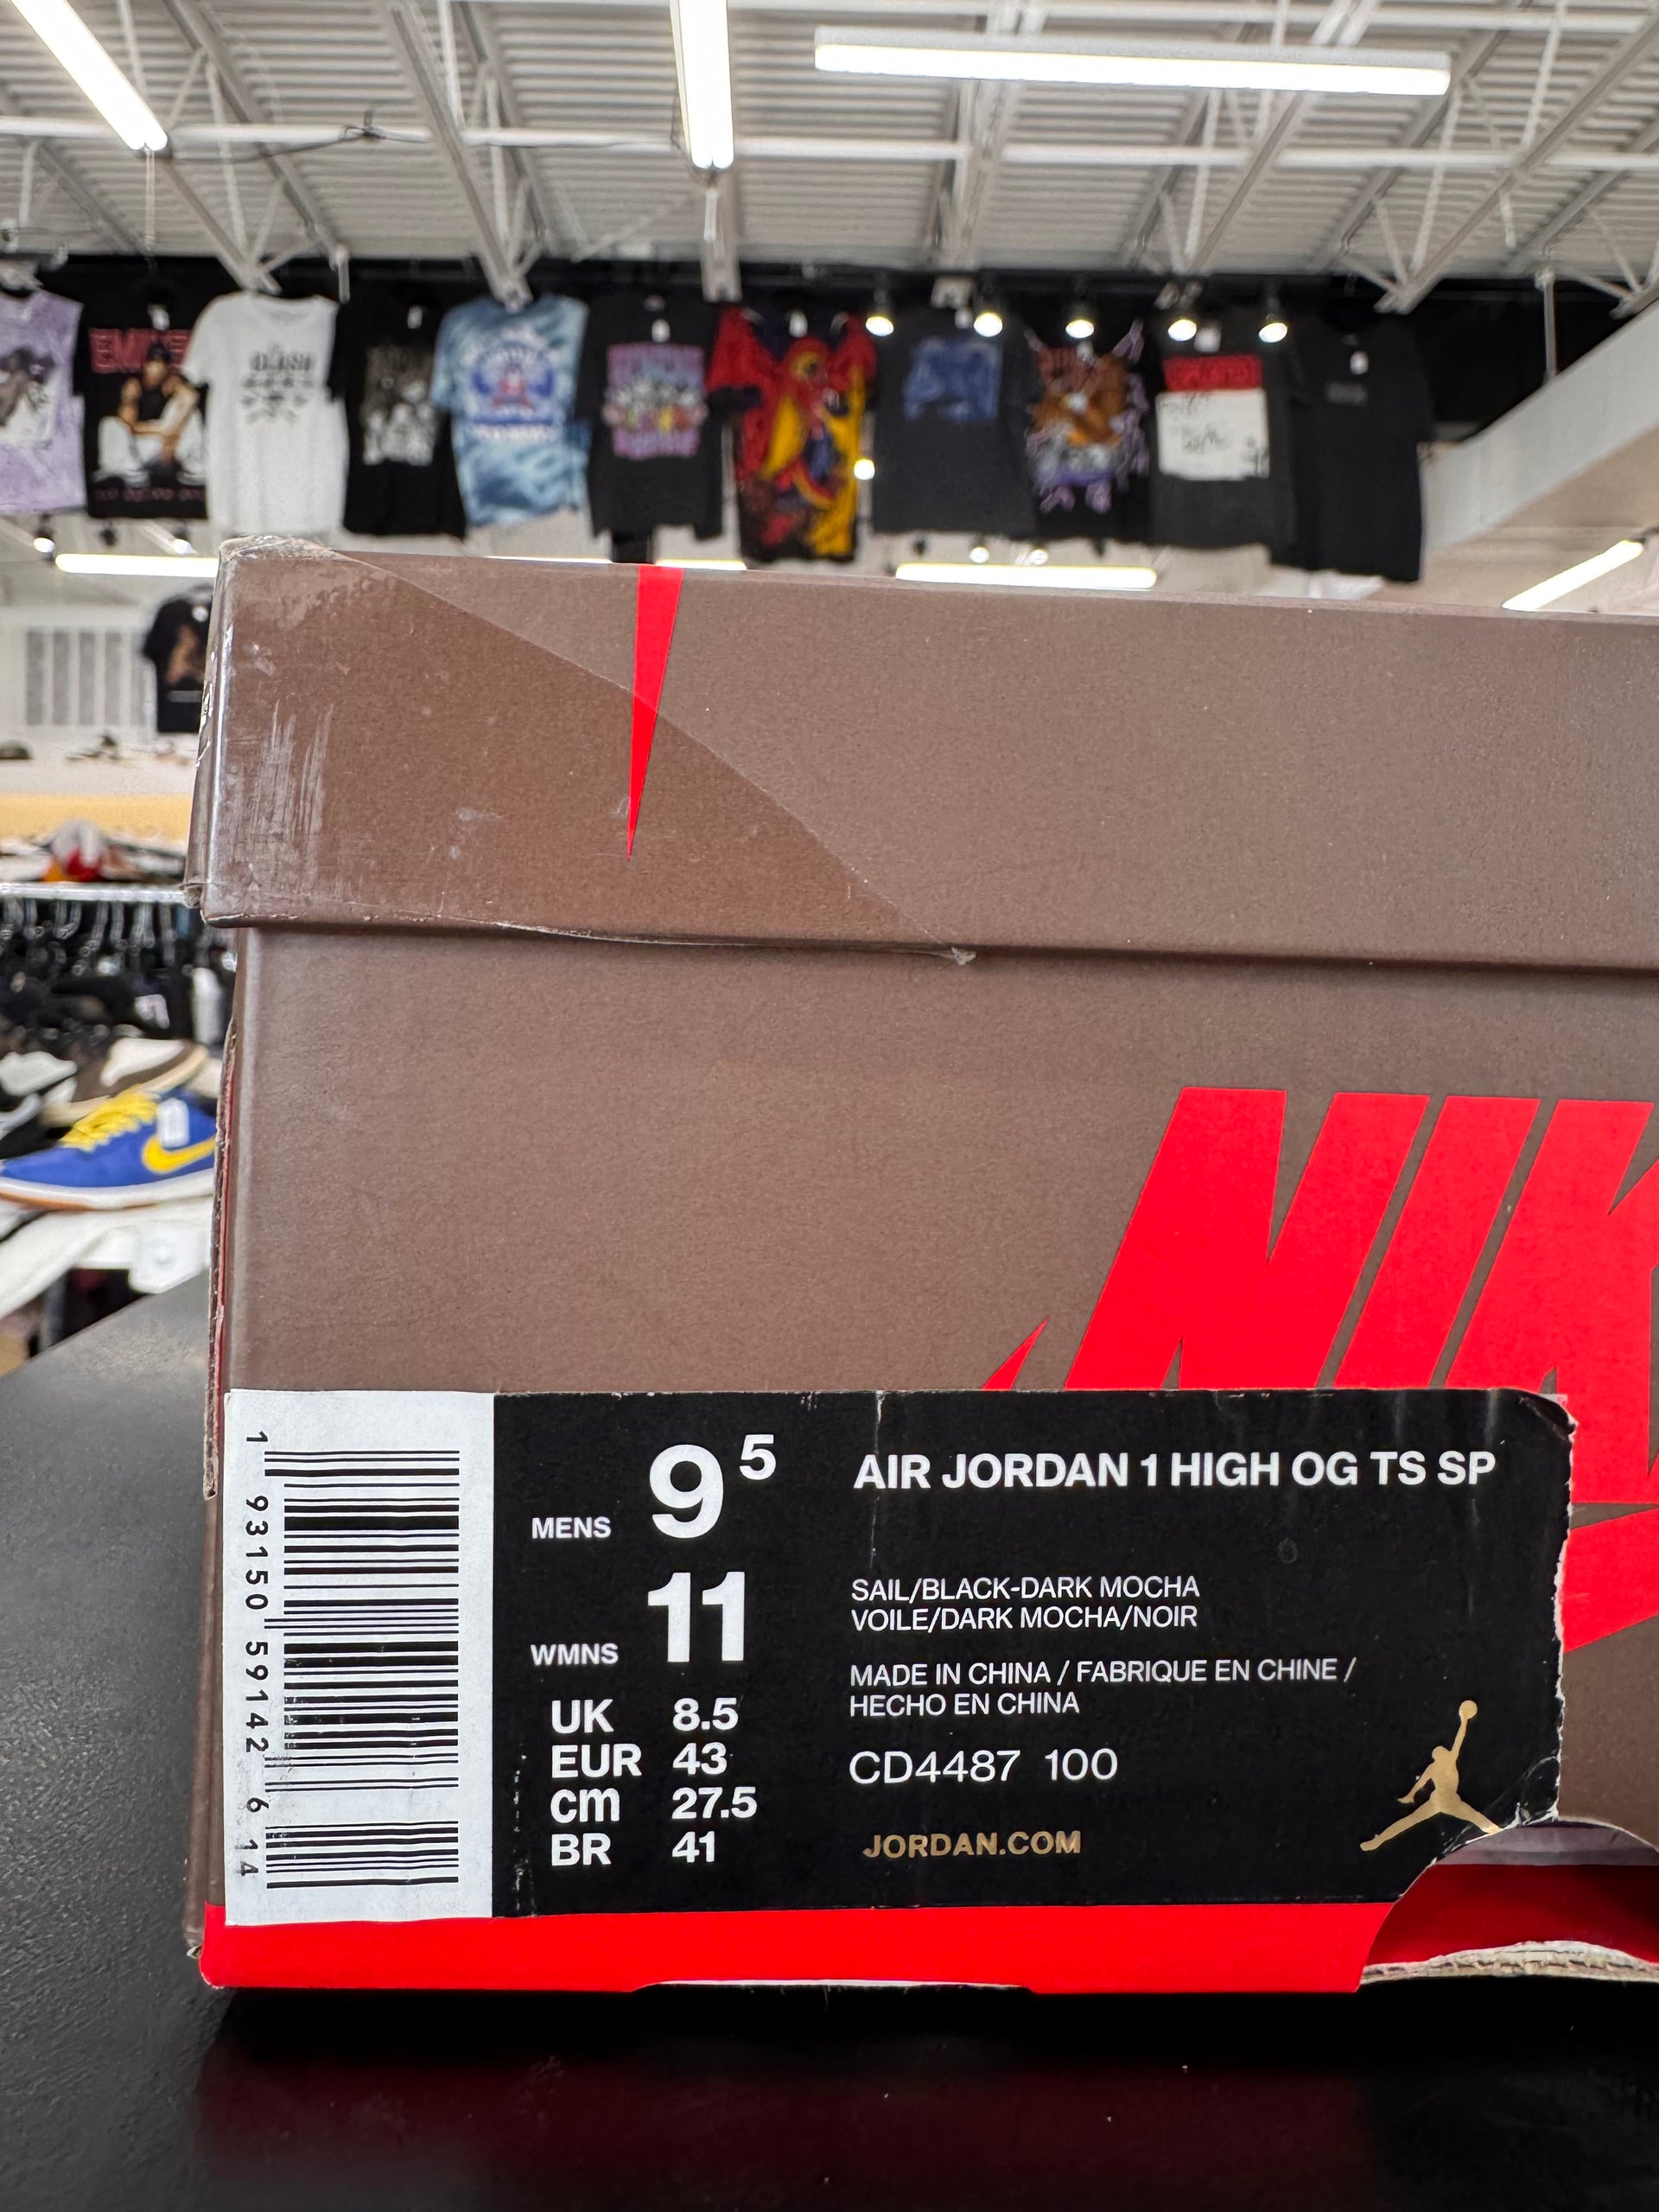 EMINEM
NIK
1 93150 59142 6 14
MENS 9 5
WMNS 11
UK 8.5
EUR 43
cm 27.5
BR 41
AIR JORDAN 1 HIGH OG TS SP
SAIL/BLACK-DARK MOCHA
VOILE/DARK MOCHA/NOIR
MADE IN CHINA / FABRIQUE EN CHINE /
HECHO EN CHINA
CD4487 100
JORDAN.COM